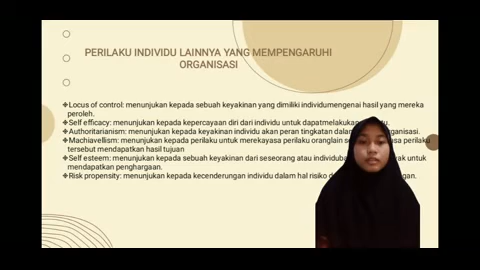 PERILAKU INDIVIDU LAINNYA YANG MEMPENGARUHI
ORGANISASI
❖Locus of control: menunjukan kepada sebuah keyakinan yang dimiliki individumengenai hasil yang mereka
peroleh.
❖Self efficacy: menunjukan kepada kepercayaan diri dari individu untuk dapatmelakukan
❖Authoritarianism: menunjukan kepada keyakinan individu akan peran tingkatan dalam organisasi.
❖Machiavellism: menunjukan kepada perilaku untuk merekayasa perilaku oranglain perilaku
tersebut mendapatkan hasil tujuan
❖Self esteem: menunjukan kepada sebuah keyakinan dari seseorang atau untuk
mendapatkan penghargaan.
❖Risk propensity: menunjukan kepada kecenderungan individu dalam hal risiko